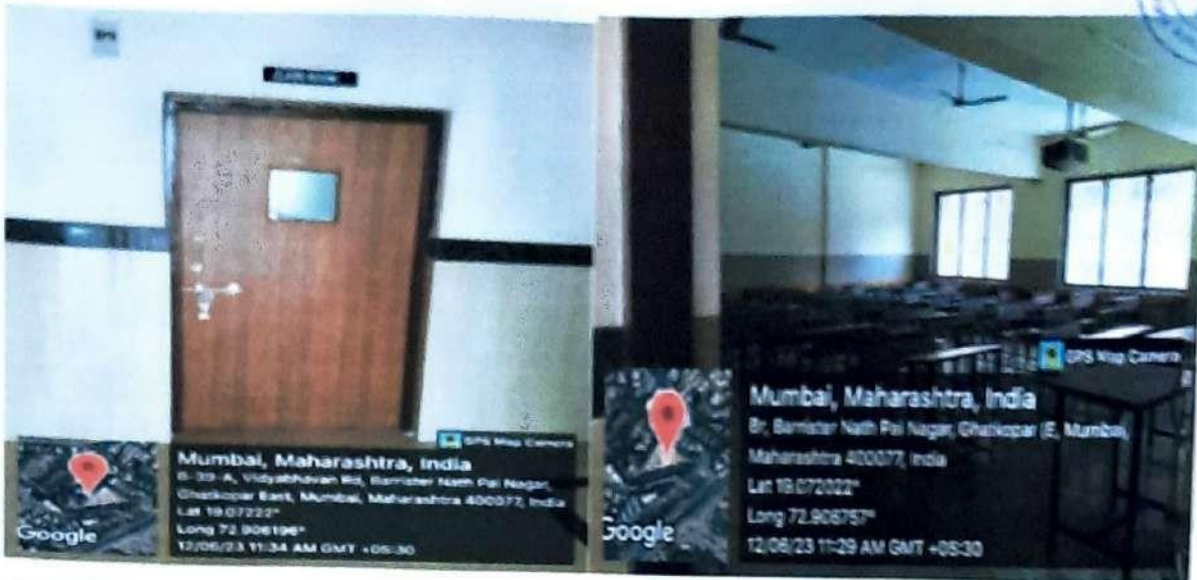 CLASS ROOM
GPS Map Camera
Mumbai, Maharashtra, India
Vidyabhavan Rd, Barrister Nath Pai Nagar,
Ghatkopar East, Mumbai, Maharashtra 400077, India
Lat 19.07222°
Long 72.906196°
12/06/23 11:34 AM GMT +05:30
Google
GPS Map Camera
Mumbai, Maharashtra, India
Br, Barrister Nath Pai Nagar, Ghatkopar (E, Mumbai,
Maharashtra 400077, India
Lat 19.072022°
Long 72.906757°
12/06/23 11:29 AM GMT +05:30
Google